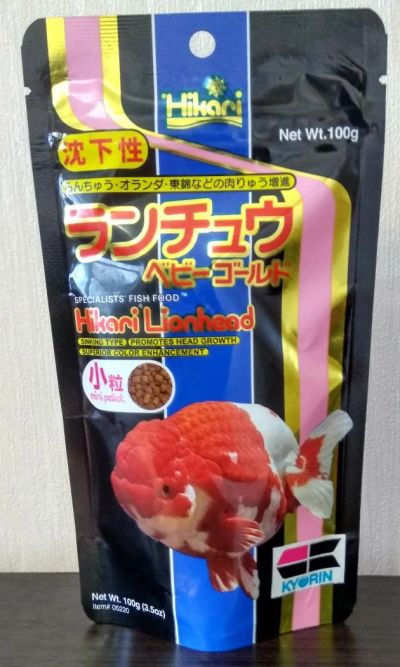 Hikari
Net Wt.100g
沈下性
らんちゅう・オランダ・東錦などの肉りゅう増進
ランチュウ
ベビーゴールド
SPECIALISTS' FISH FOOD™
Hikari Lionhead
SINKING TYPE PROMOTES HEAD GROWTH
SUPERIOR COLOR ENHANCEMENT
小粒
mini pellet
KYORIN
Net Wt. 100g (3.5oz)
Item# 05220